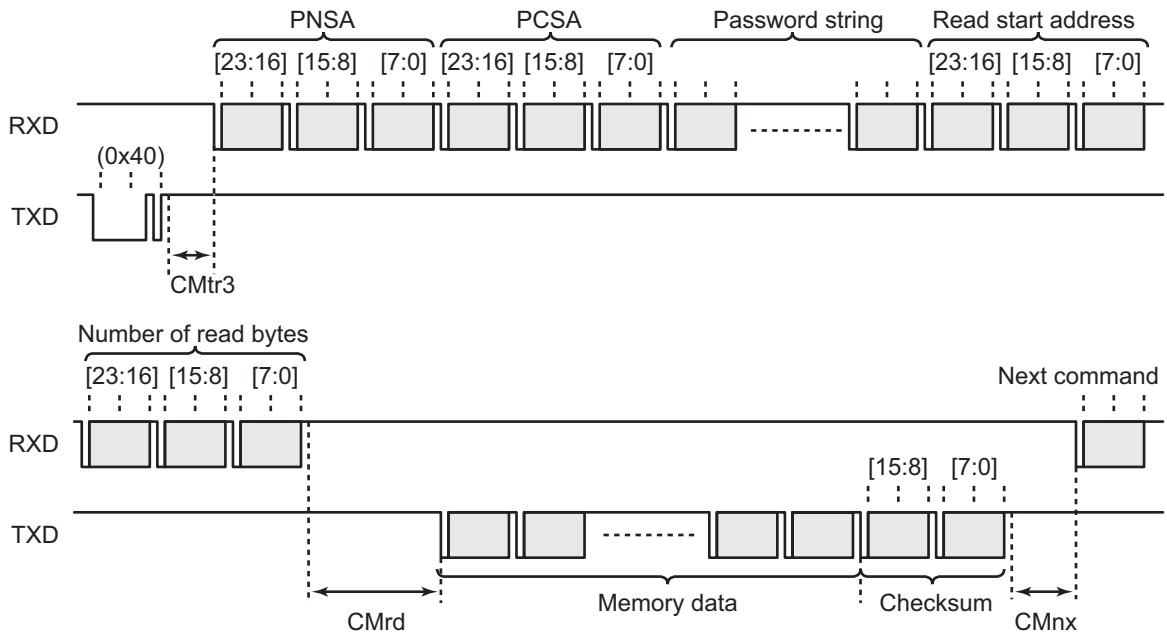 PNSA PCSA Password string Read start address
[23:16] [15:8] [7:0] [23:16] [15:8] [7:0] [23:16] [15:8] [7:0]
RXD
(0x40)
TXD
CMtr3
Number of read bytes
[23:16] [15:8] [7:0] Next command
RXD
[15:8] [7:0]
TXD
Memory data Checksum
CMrd CMnx